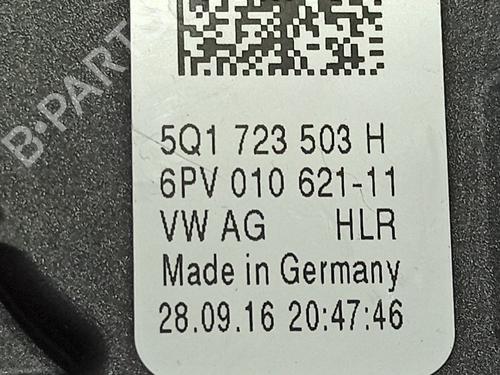 B-PARTS
5Q1 723 503 H
6PV 010 621-11
VW AG HLR
Made in Germany
28.09.16 20:47:46